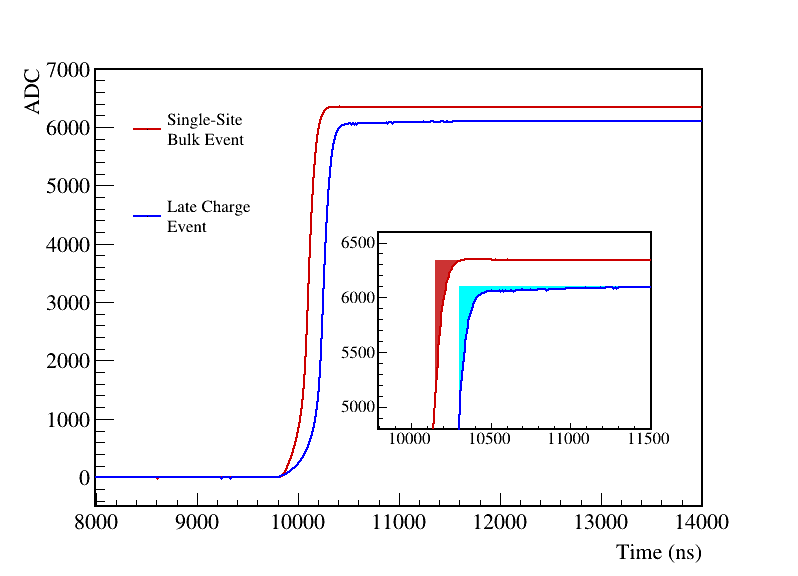 ADC
7000
6000
5000
4000
3000
2000
1000
0
Single-Site
Bulk Event
Late Charge
Event
6500
6000
5500
5000
10000 10500 11000 11500
8000 9000 10000 11000 12000 13000 14000
Time (ns)